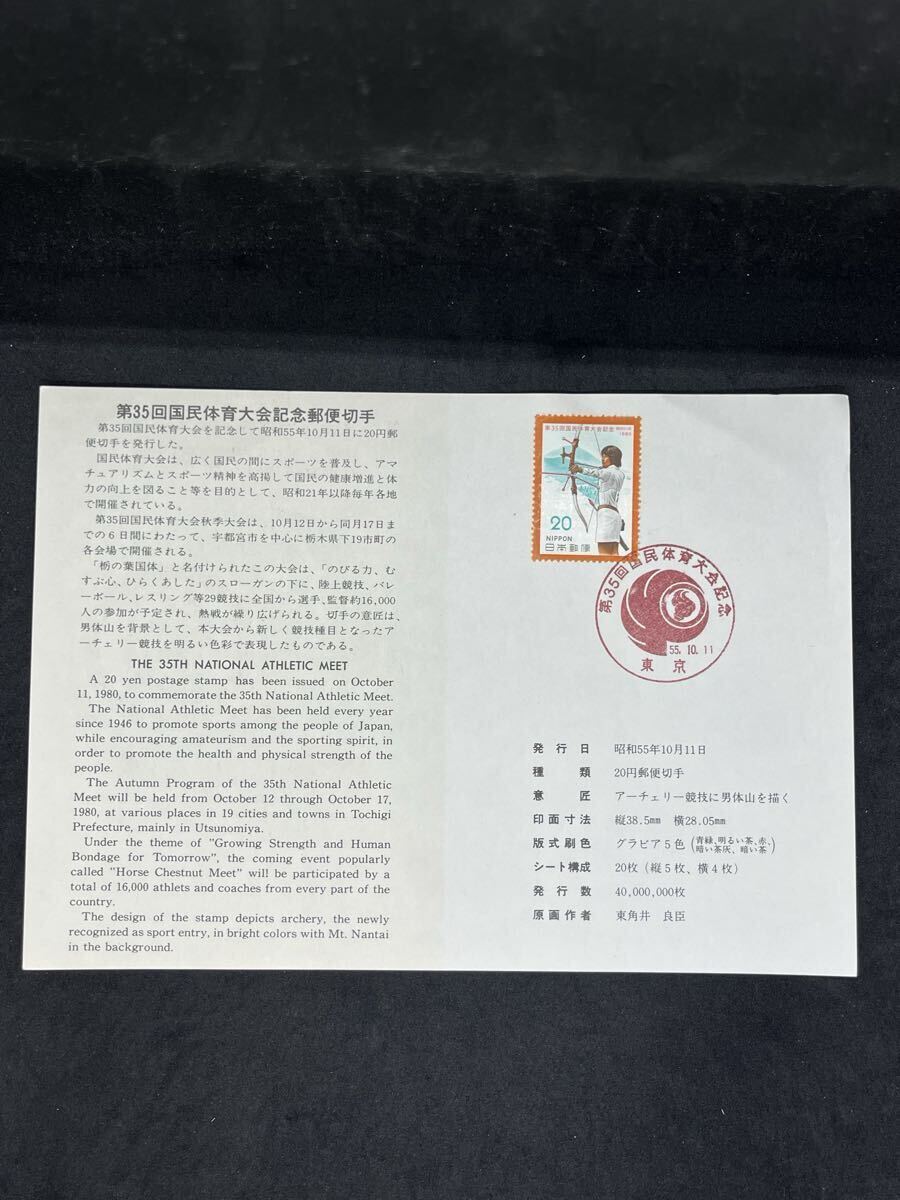 第35回国民体育大会記念郵便切手
第35回国民体育大会を記念して昭和55年10月11日に20円郵
便切手を発行した。
国民体育大会は、広く国民の間にスポーツを普及し、アマ
チュアリズムとスポーツ精神を高揚して国民の健康増進と体
力の向上を図ること等を目的として、昭和21年以降毎年各地
で開催されている。
第35回国民体育大会秋季大会は、10月12日から同月17日ま
での6日間にわたって、宇都宮市を中心に栃木県下19市町の
各会場で開催される。
「栃の葉国体」と名付けられたこの大会は、「のびる力、む
すぶ心、ひらくあした」のスローガンの下に、陸上競技、バレ
ーボール、レスリング等29競技に全国から選手、監督約16,000
人の参加が予定され、熱戦が繰り広げられる。切手の意匠は、
男体山を背景として、本大会から新しく競技種目となったア
ーチェリー競技を明るい色彩で表現したものである。
THE 35TH NATIONAL ATHLETIC MEET
A 20 yen postage stamp has been issued on October
11, 1980, to commemorate the 35th National Athletic Meet.
The National Athletic Meet has been held every year
since 1946 to promote sports among the people of Japan,
while encouraging amateurism and the sporting spirit, in
order to promote the health and physical strength of the
people.
The Autumn Program of the 35th National Athletic
Meet will be held from October 12 through October 17,
1980, at various places in 19 cities and towns in Tochigi
Prefecture, mainly in Utsunomiya.
Under the theme of "Growing Strength and Human
Bondage for Tomorrow", the coming event popularly
called "Horse Chestnut Meet" will be participated by a
total of 16,000 athlets and coaches from every part of the
country.
The design of the stamp depicts archery, the newly
recognized as sport entry, in bright colors with Mt. Nantai
in the background.
第35回国民体育大会記念
1980
20
NIPPON
日本郵便
第35回国民体育大会記念
55.10.11
東京
発行日 昭和55年10月11日
種類 20円郵便切手
意匠 アーチェリー競技に男体山を描く
印面寸法 縦38.5mm 横28.05mm
版式刷色 グラビア5色(青緑、明るい茶、赤、暗い茶灰、暗い茶)
シート構成 20枚(縦5枚、横4枚)
発行数 40,000,000枚
原画作者 東角井 良臣